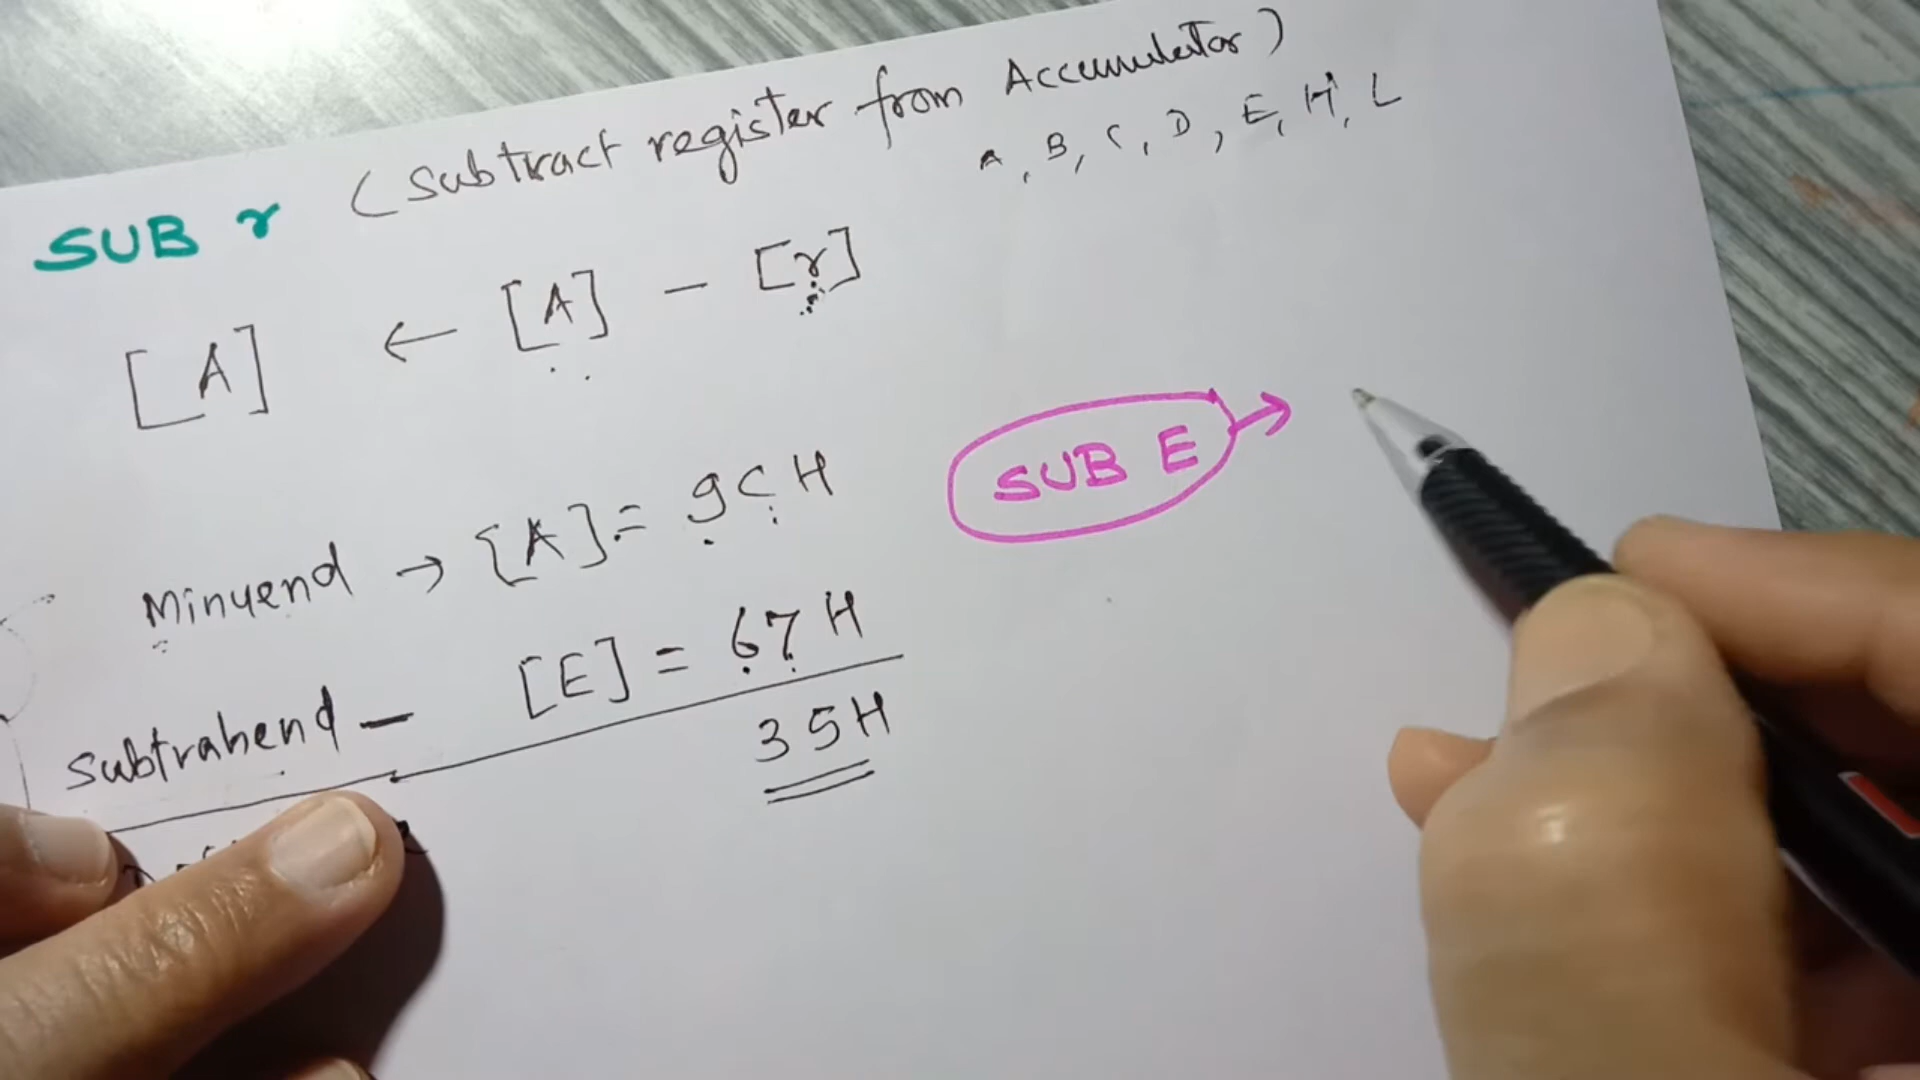 SUB r (Subtract register from Accumulator)
A, B, C, D, E, H, L
[A] ← [A] - [r]
SUB E →
Minuend → [A] = 9CH
Subtrahend - [E] = 67H
35H